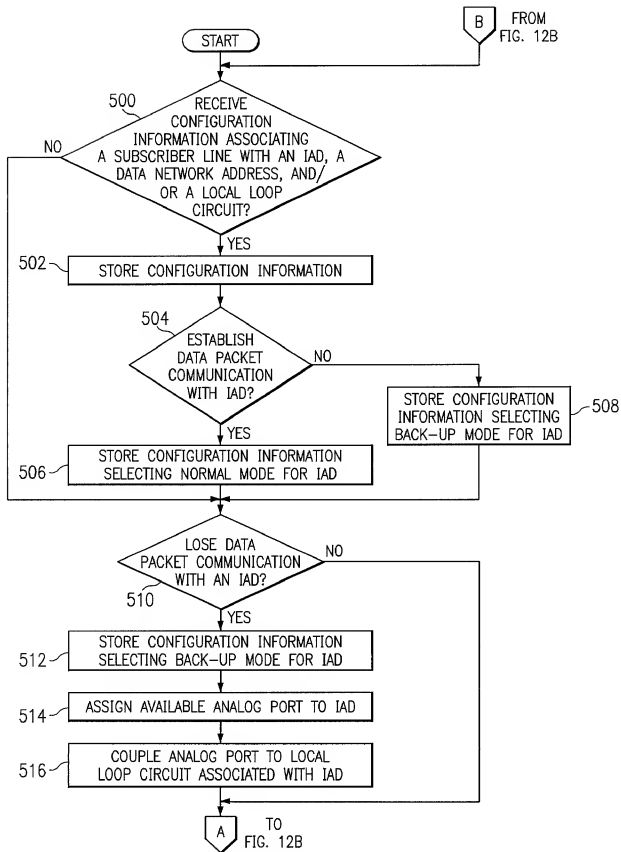 START
B
FROM
FIG. 12B
500
RECEIVE
CONFIGURATION
INFORMATION ASSOCIATING
A SUBSCRIBER LINE WITH AN IAD, A
DATA NETWORK ADDRESS, AND/
OR A LOCAL LOOP
CIRCUIT?
NO
YES
502
STORE CONFIGURATION INFORMATION
504
ESTABLISH
DATA PACKET
COMMUNICATION
WITH IAD?
NO
YES
STORE CONFIGURATION
INFORMATION SELECTING
BACK-UP MODE FOR IAD
508
506
STORE CONFIGURATION INFORMATION
SELECTING NORMAL MODE FOR IAD
LOSE DATA
PACKET COMMUNICATION
WITH AN IAD?
NO
510
YES
512
STORE CONFIGURATION INFORMATION
SELECTING BACK-UP MODE FOR IAD
514
ASSIGN AVAILABLE ANALOG PORT TO IAD
516
COUPLE ANALOG PORT TO LOCAL
LOOP CIRCUIT ASSOCIATED WITH IAD
A
TO
FIG. 12B